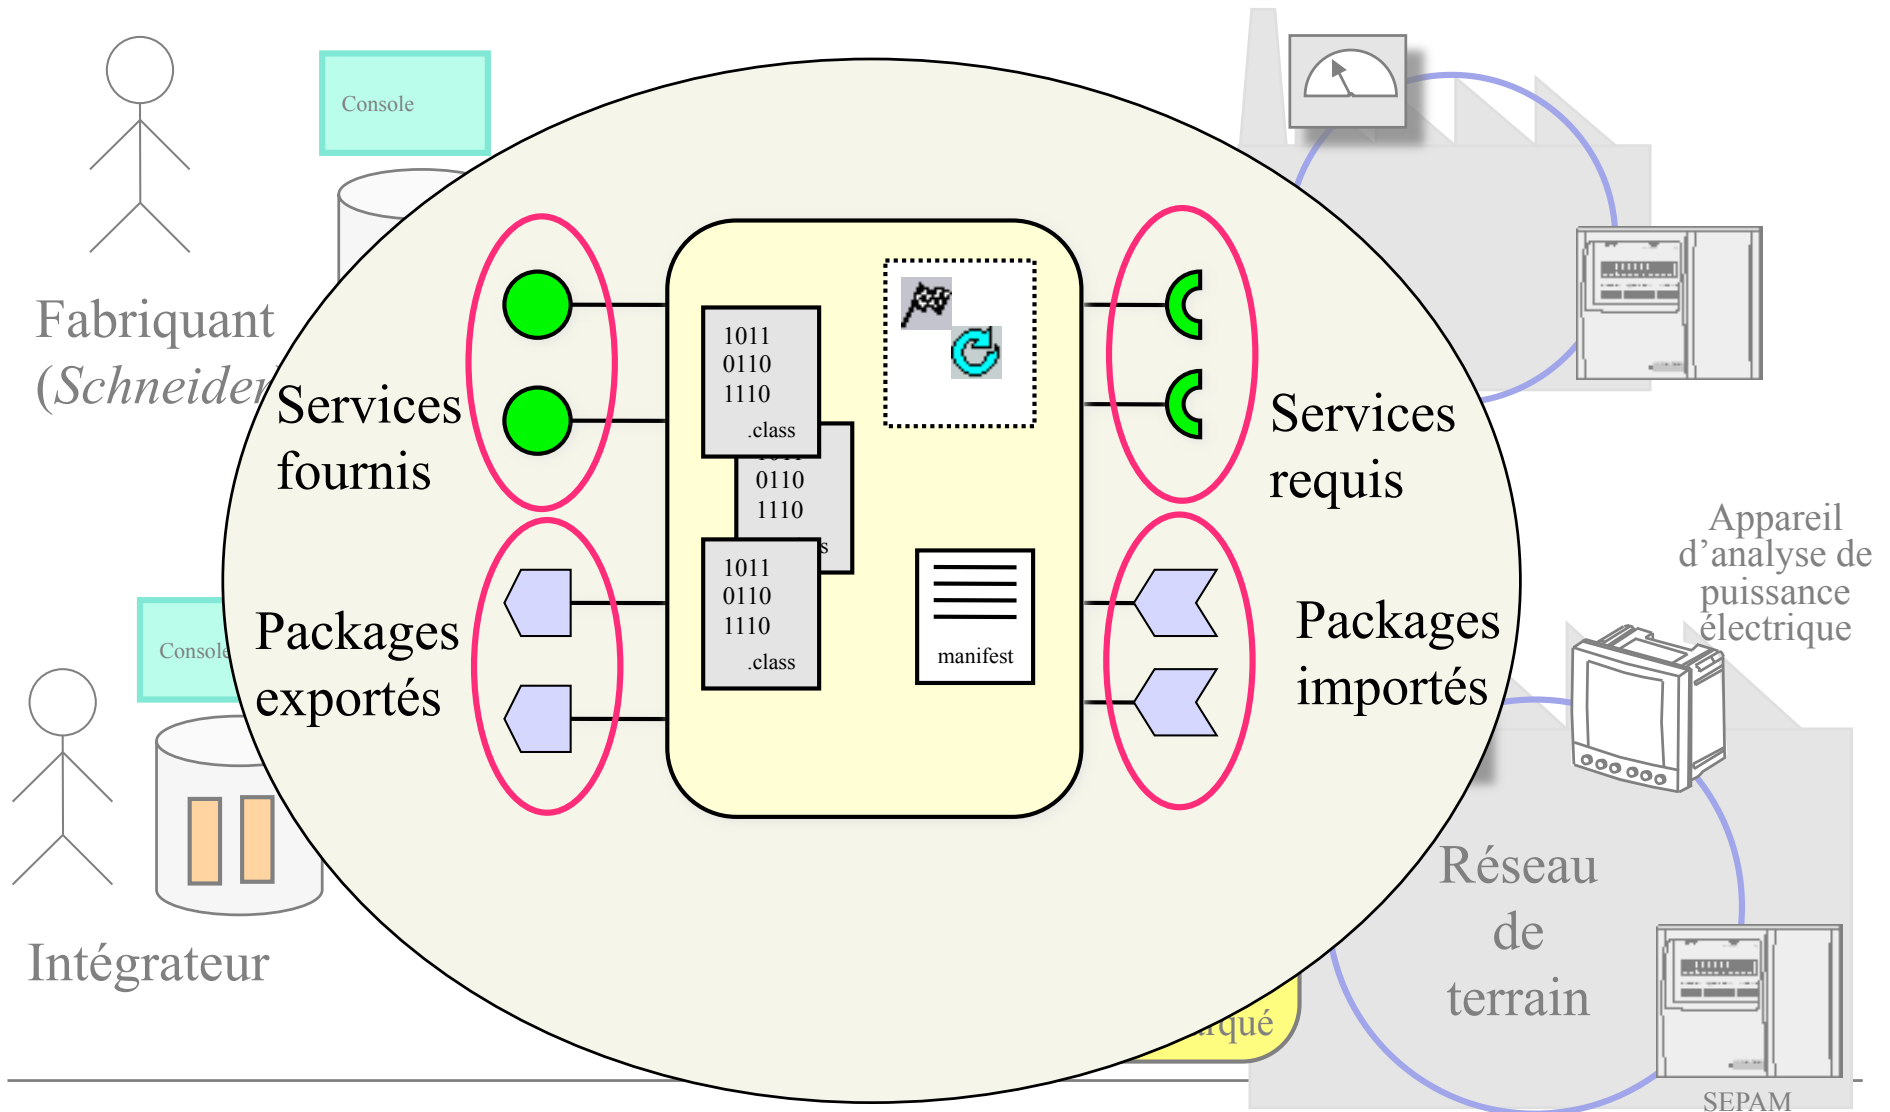 Console
Fabriquant
(Schneider
Services
fournis
1011
0110
1110
.class
0110
1110
s
1011
0110
1110
.class
manifest
Services
requis
Packages
exportés
Packages
importés
Appareil
d’analyse de
puissance
électrique
Console
Intégrateur
Réseau
de
terrain
rqué
SEPAM